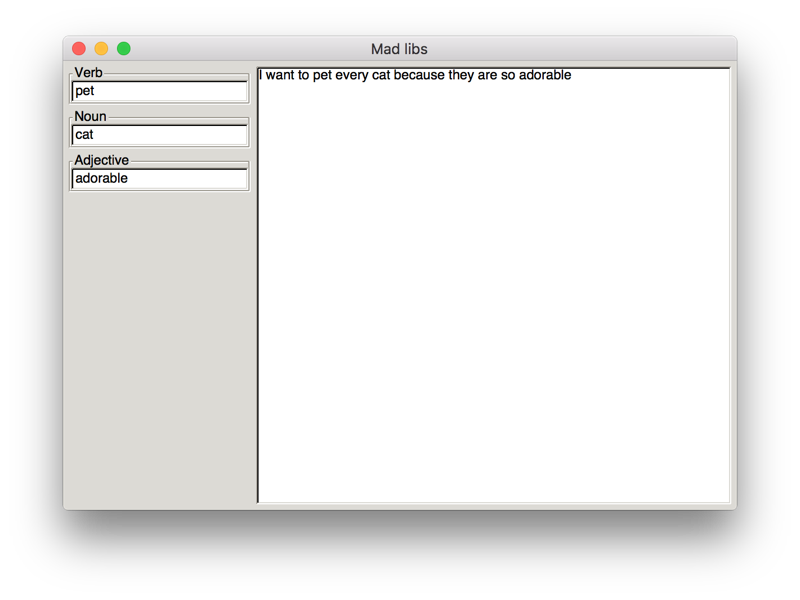 Mad libs
Verb
pet
Noun
cat
Adjective
adorable
I want to pet every cat because they are so adorable